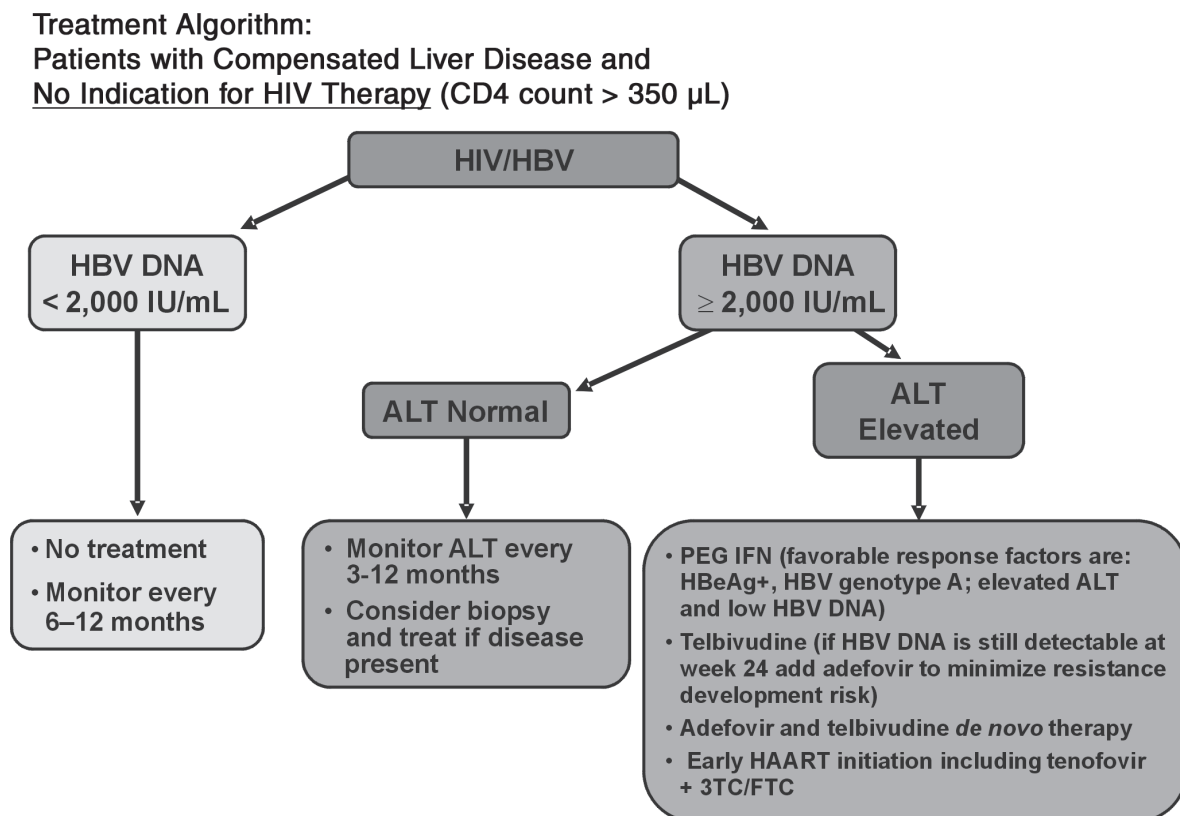 Treatment Algorithm:
Patients with Compensated Liver Disease and
No Indication for HIV Therapy (CD4 count > 350 µL)
HIV/HBV
HBV DNA
< 2,000 IU/mL
HBV DNA
≥ 2,000 IU/mL
ALT Normal
ALT
Elevated
• No treatment
• Monitor every
6–12 months
• Monitor ALT every
3-12 months
• Consider biopsy
and treat if disease
present
• PEG IFN (favorable response factors are:
HBeAg+, HBV genotype A; elevated ALT
and low HBV DNA)
• Telbivudine (if HBV DNA is still detectable at
week 24 add adefovir to minimize resistance
development risk)
• Adefovir and telbivudine de novo therapy
• Early HAART initiation including tenofovir
+ 3TC/FTC